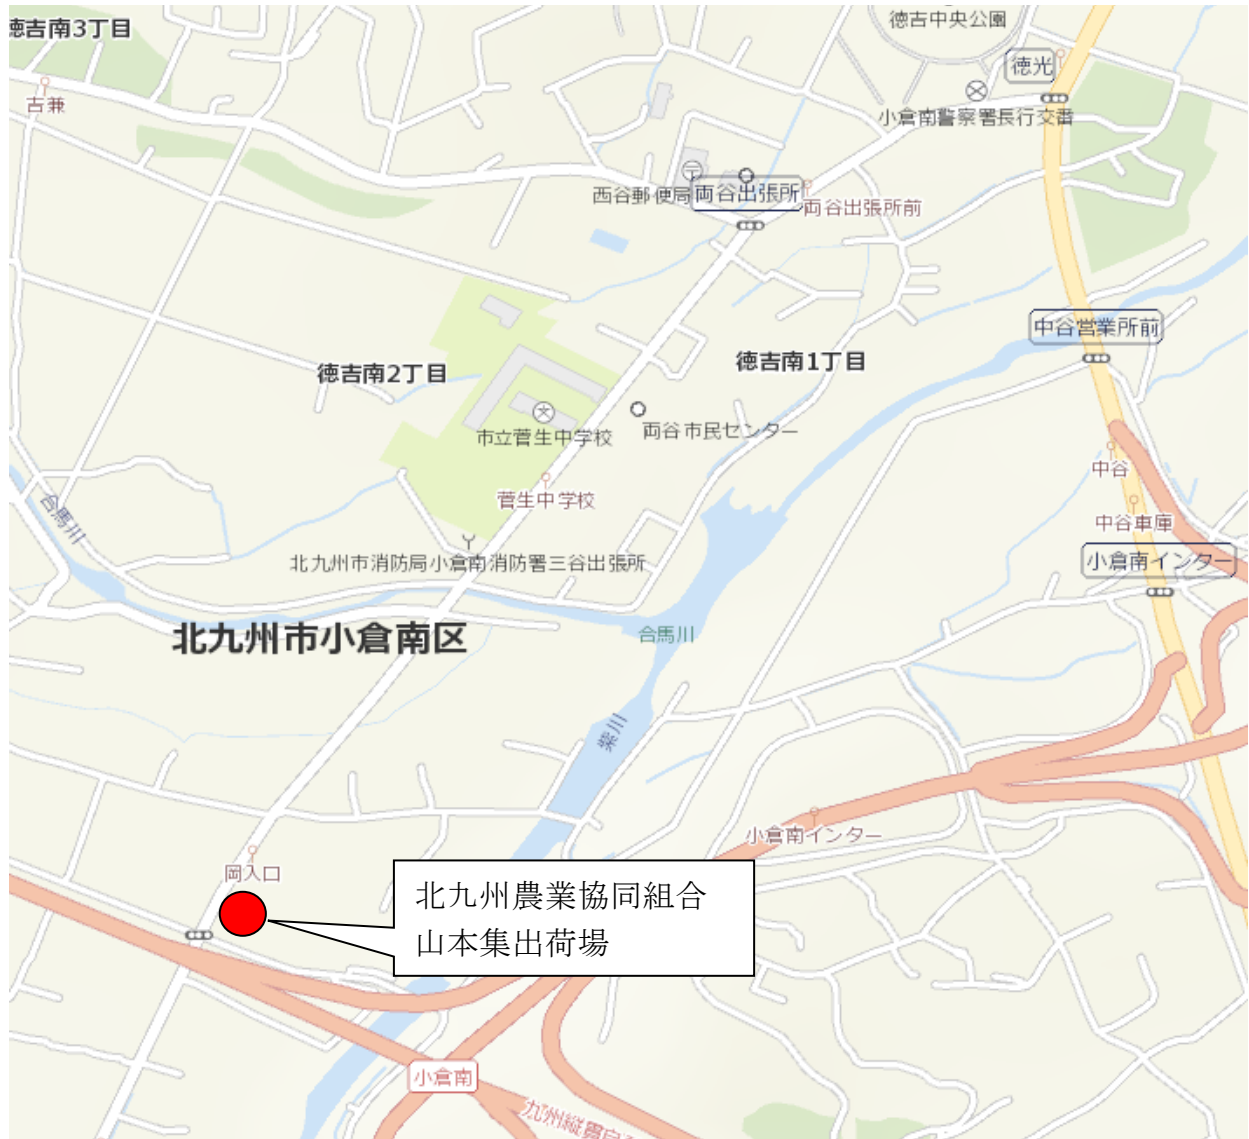 徳吉南3丁目
徳吉中央公園
徳光
吉兼
小倉南警察署長行交番
西谷郵便局
両谷出張所
両谷出張所前
中谷営業所前
徳吉南2丁目
徳吉南1丁目
市立菅生中学校
両谷市民センター
中谷
菅生中学校
合馬川
中谷車庫
北九州市消防局小倉南消防署三谷出張所
小倉南インター
北九州市小倉南区
合馬川
紫川
小倉南インター
岡入口
北九州農業協同組合
山本集出荷場
小倉南
九州縦貫自